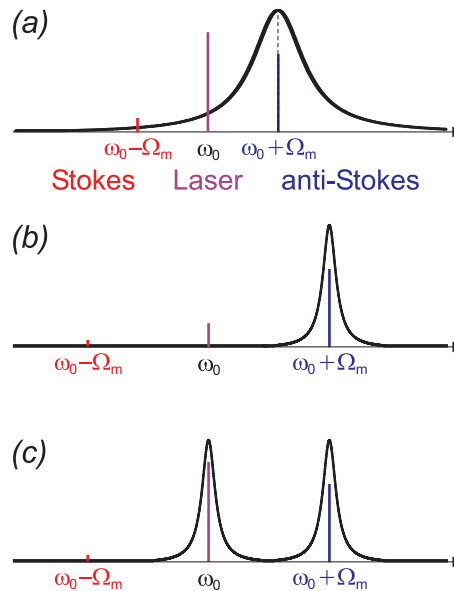 (a)
ω₀−Ωₘ ω₀ ω₀+Ωₘ
Stokes Laser anti-Stokes
(b)
ω₀−Ωₘ ω₀ ω₀+Ωₘ
(c)
ω₀−Ωₘ ω₀ ω₀+Ωₘ